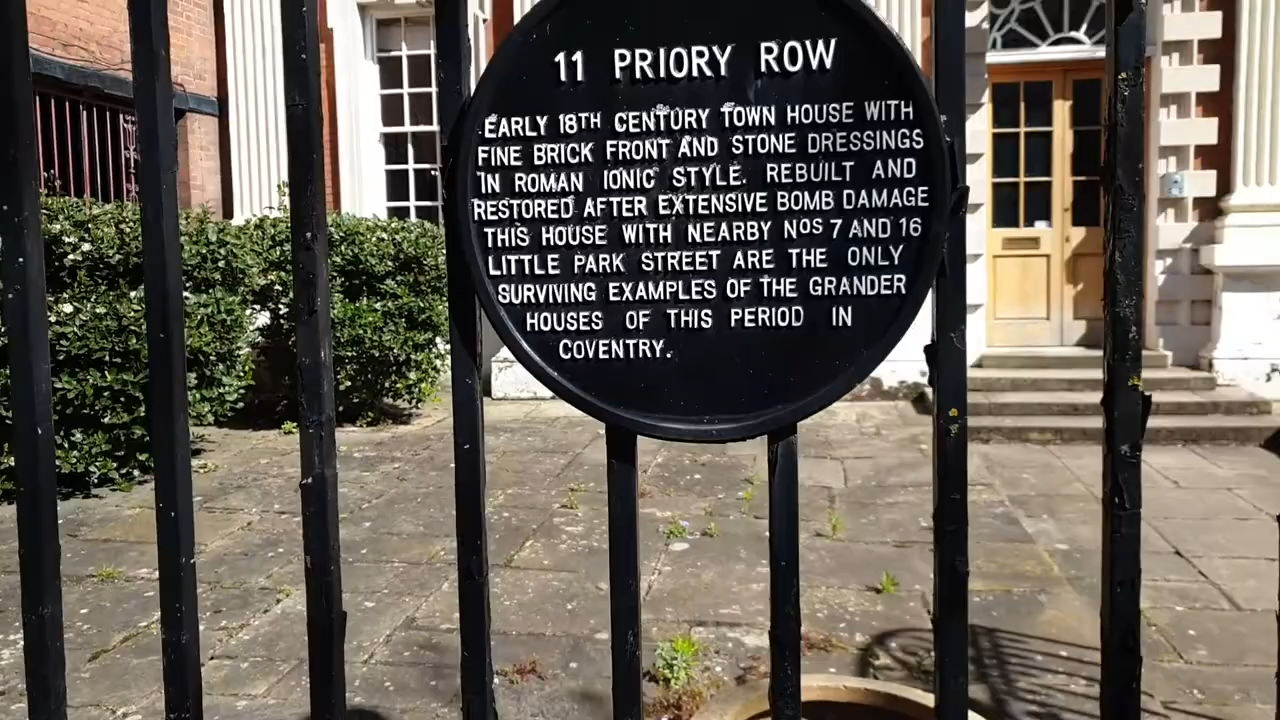 11 PRIORY ROW
EARLY 18TH CENTURY TOWN HOUSE WITH
FINE BRICK FRONT AND STONE DRESSINGS
IN ROMAN IONIC STYLE. REBUILT AND
RESTORED AFTER EXTENSIVE BOMB DAMAGE
THIS HOUSE WITH NEARBY NOS 7 AND 16
LITTLE PARK STREET ARE THE ONLY
SURVIVING EXAMPLES OF THE GRANDER
HOUSES OF THIS PERIOD IN
COVENTRY.